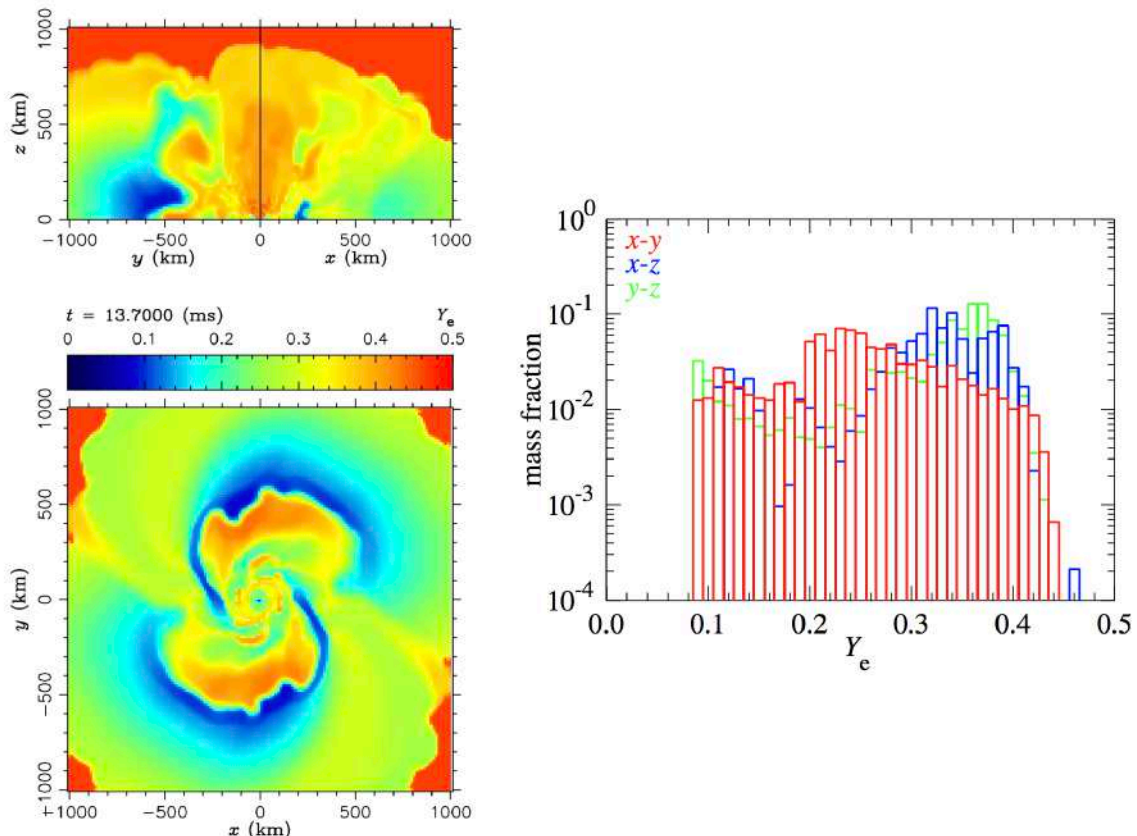 1000
500
0
z (km)
−1000 −500 0 500 1000
y (km) x (km)
t = 13.7000 (ms) Ye
0 0.1 0.2 0.3 0.4 0.5
1000
500
0
−500
+1000
y (km)
−500 0 500 1000
x (km)
x-y
x-z
y-z
10^0
10^-1
10^-2
10^-3
10^-4
mass fraction
0.0 0.1 0.2 0.3 0.4 0.5
Ye